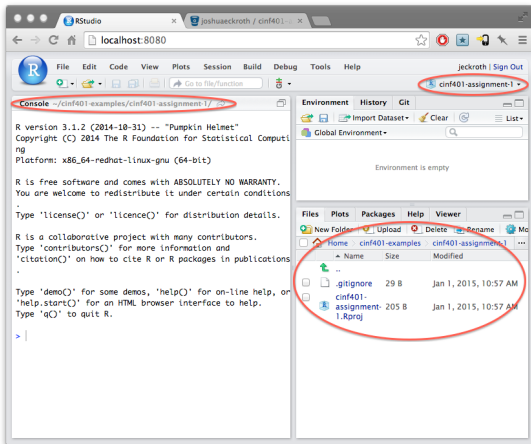 RStudio
joshuaeckroth / cinf401-
localhost:8080
File Edit Code View Plots Session Build Debug Tools Help
jeckroth | Sign Out
Go to file/function
cinf401-assignment-1
Console ~/cinf401-examples/cinf401-assignment-1/
R version 3.1.2 (2014-10-31) -- "Pumpkin Helmet"
Copyright (C) 2014 The R Foundation for Statistical Computi
ng
Platform: x86_64-redhat-linux-gnu (64-bit)
R is free software and comes with ABSOLUTELY NO WARRANTY.
You are welcome to redistribute it under certain conditions
.
Type 'license()' or 'licence()' for distribution details.
R is a collaborative project with many contributors.
Type 'contributors()' for more information and
'citation()' on how to cite R or R packages in publications
.
Type 'demo()' for some demos, 'help()' for on-line help, or
'help.start()' for an HTML browser interface to help.
Type 'q()' to quit R.
>
Environment History Git
Import Dataset Clear List
Global Environment
Environment is empty
Files Plots Packages Help Viewer
New Folder Upload Delete Rename Mo
Home cinf401-examples cinf401-assignment-1 ...
Name Size Modified
..
.gitignore 29 B Jan 1, 2015, 10:57 AM
cinf401-
assignment- 205 B Jan 1, 2015, 10:57 AM
1.Rproj